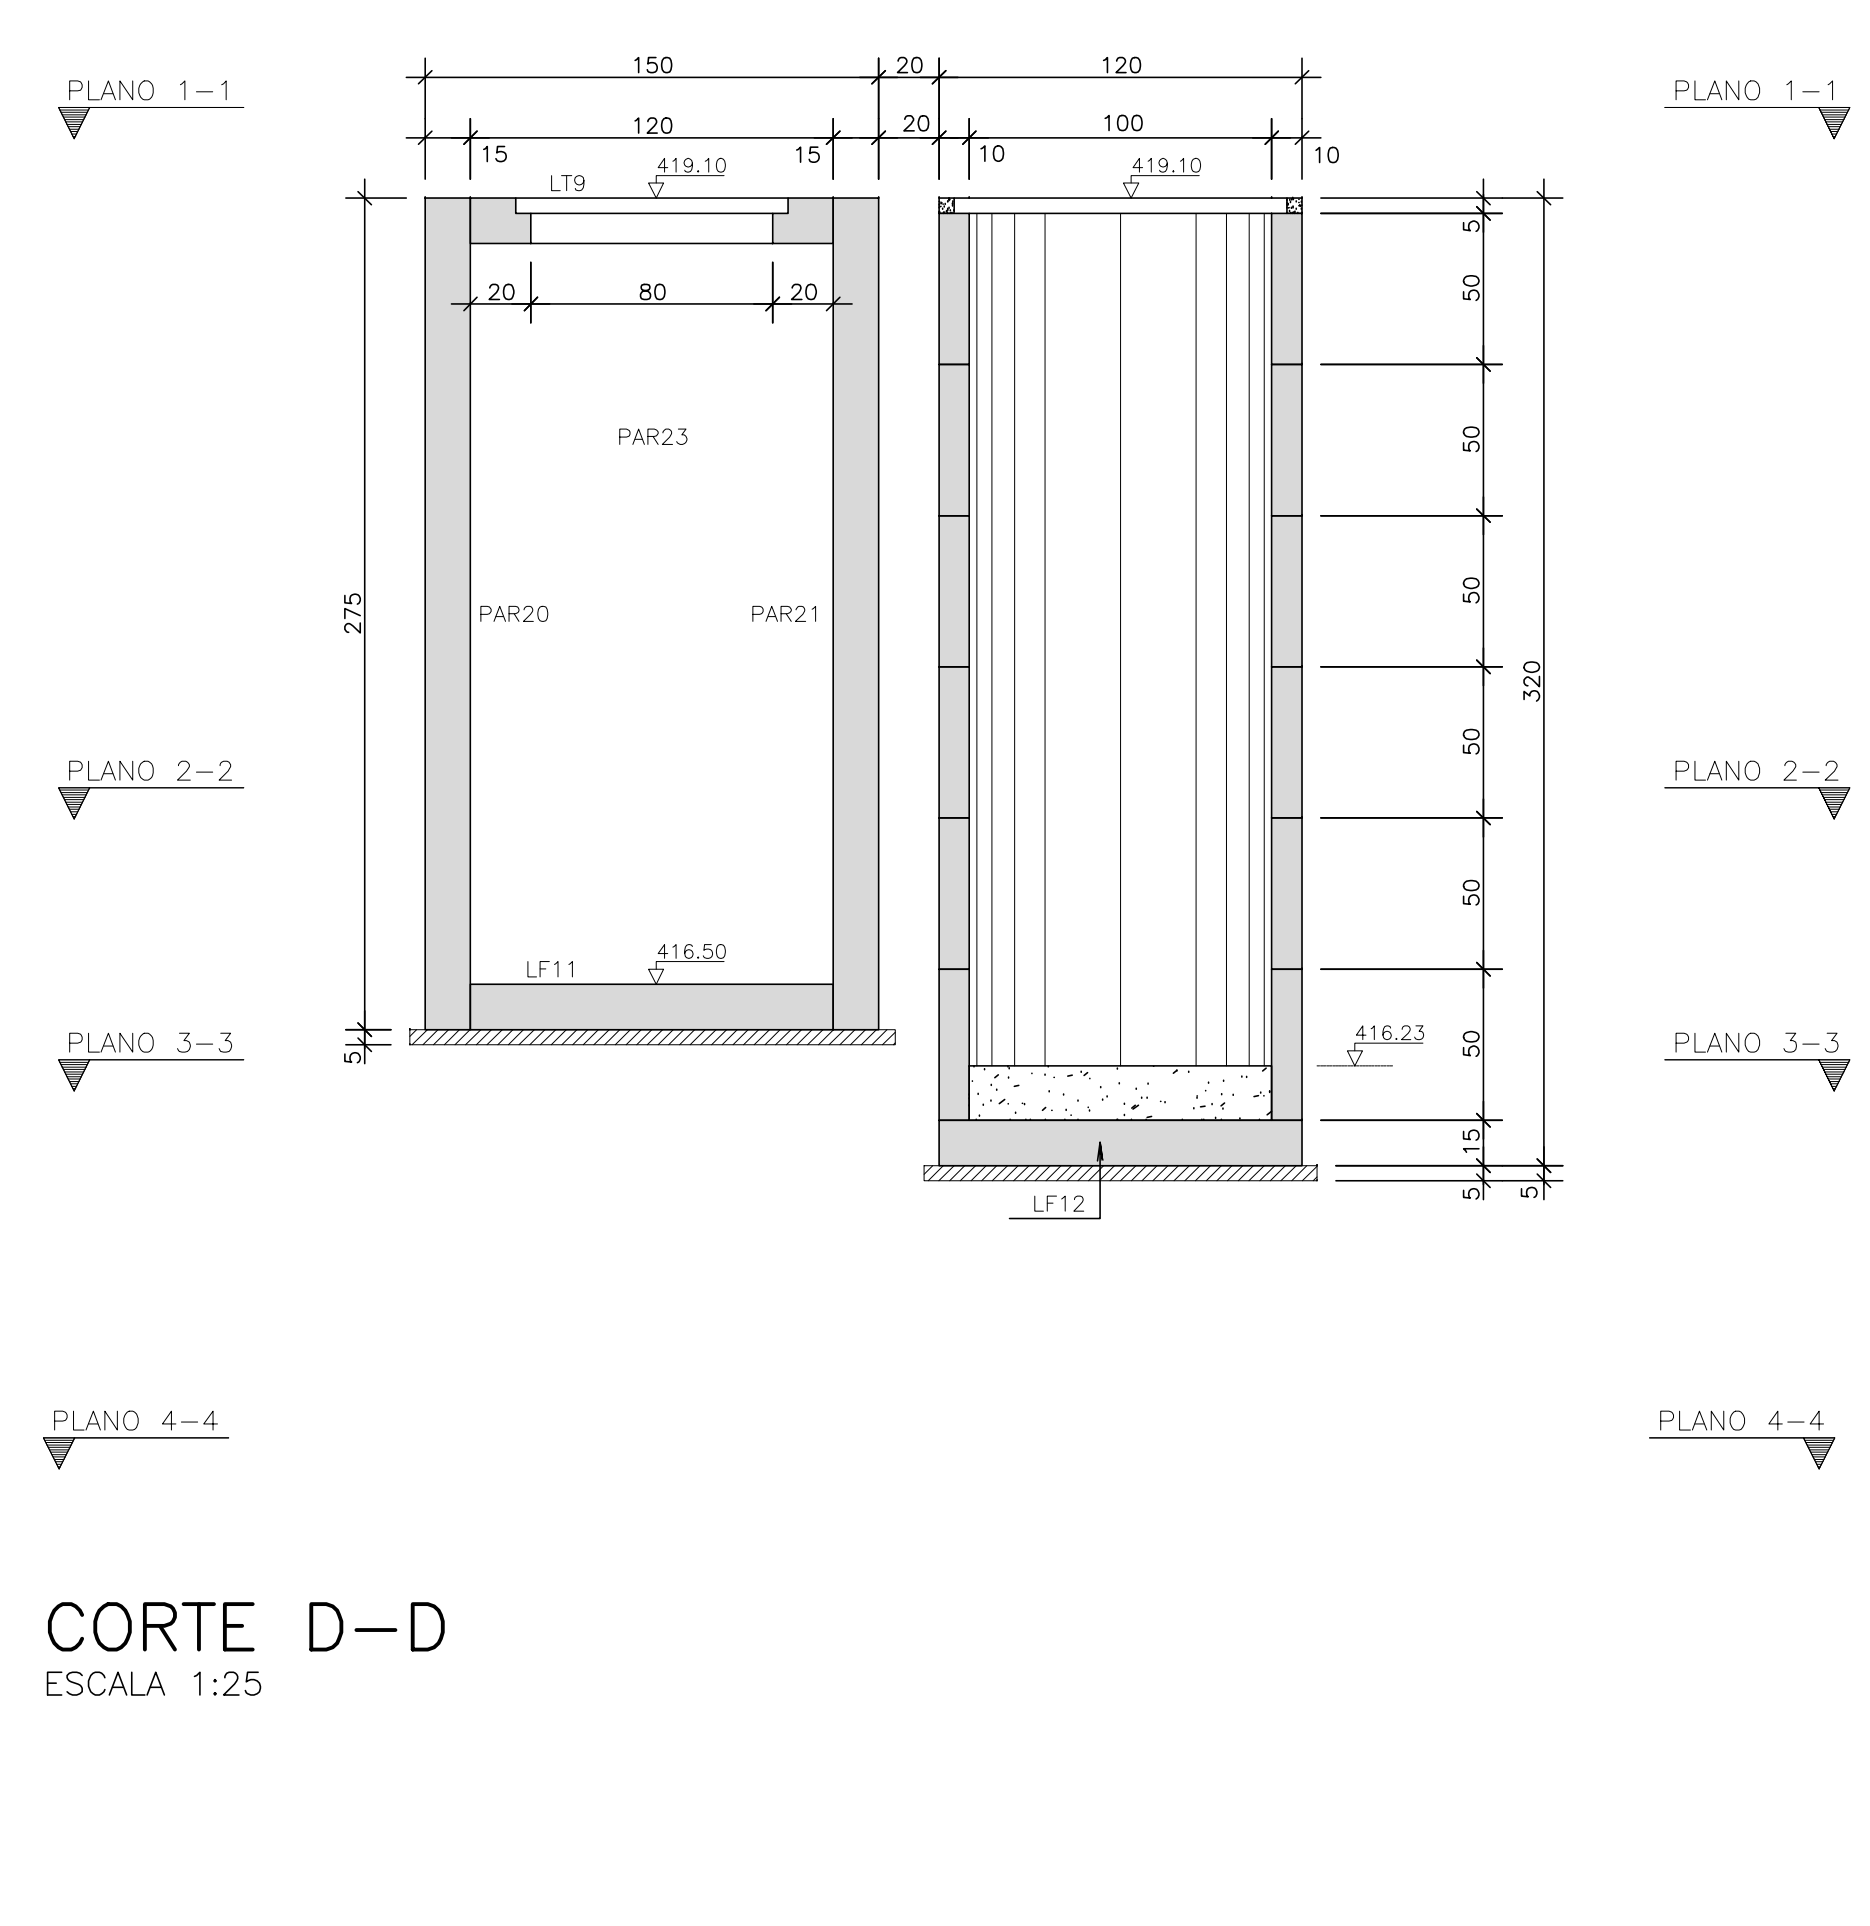 150 20 120
PLANO 1-1 PLANO 1-1
120 20 100
15 15 10 10
419.10 419.10
LT9
5
20 80 20 50
PAR23 50
275 PAR20 PAR21 50
320
PLANO 2-2 50 PLANO 2-2
50
416.50
LF11
PLANO 3-3 416.23 50 PLANO 3-3
5
15
LF12 5 5
PLANO 4-4 PLANO 4-4
CORTE D-D
ESCALA 1:25